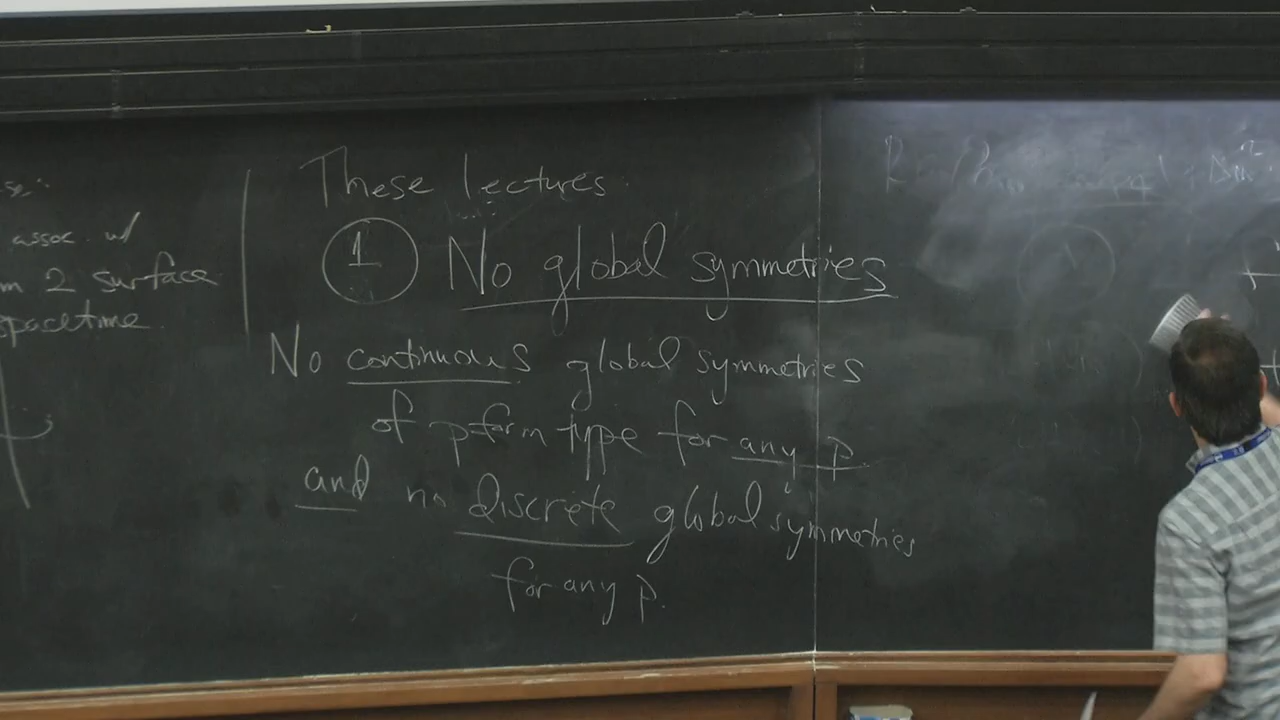 assoc. w/
2 surface
spacetime.
These lectures:
1 No global symmetries
No continuous global symmetries
of p form type for any p
and no discrete global symmetries
for any p.